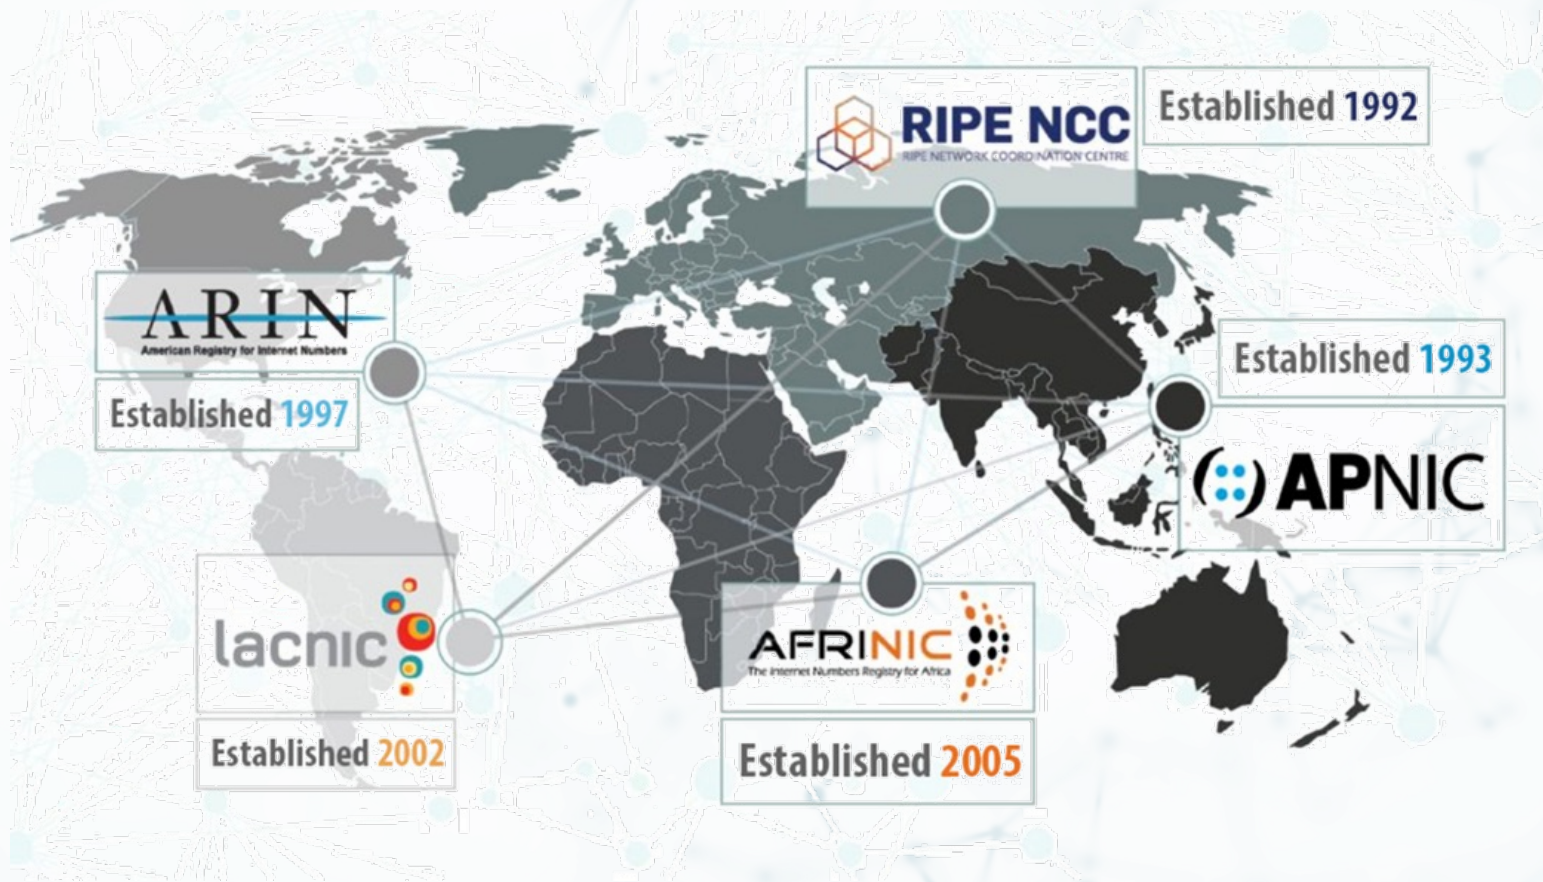 RIPE NCC
RIPE NETWORK COORDINATION CENTRE
Established 1992
ARIN
American Registry for Internet Numbers
Established 1997
Established 1993
APNIC
lacnic
Established 2002
AFRINIC
The Internet Numbers Registry for Africa
Established 2005